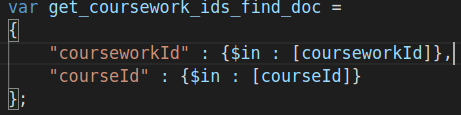 var get_coursework_ids_find_doc =
{
"courseworkId" : {$in : [courseworkId]},
"courseId" : {$in : [courseId]}
};